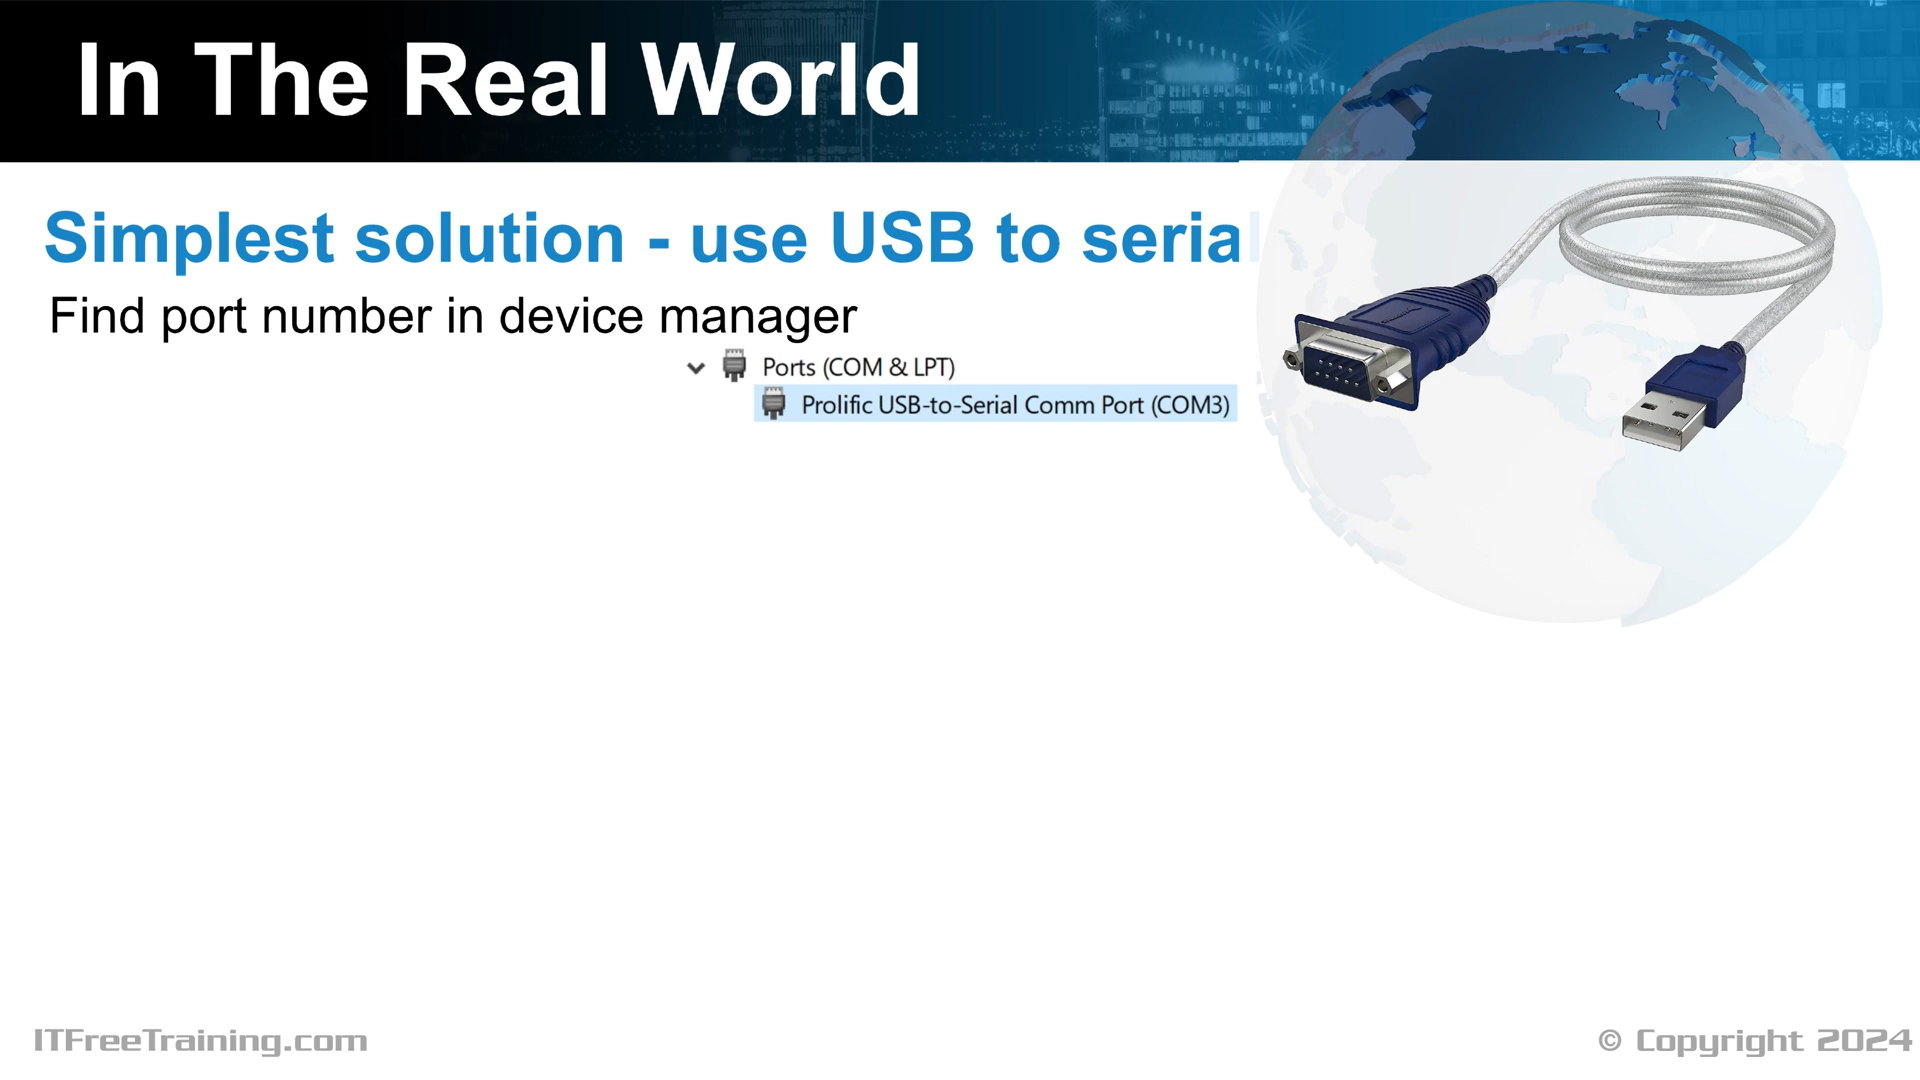 In The Real World
Simplest solution - use USB to serial
Find port number in device manager
Ports (COM & LPT)
Prolific USB-to-Serial Comm Port (COM3)
ITFreeTraining.com
© Copyright 2024